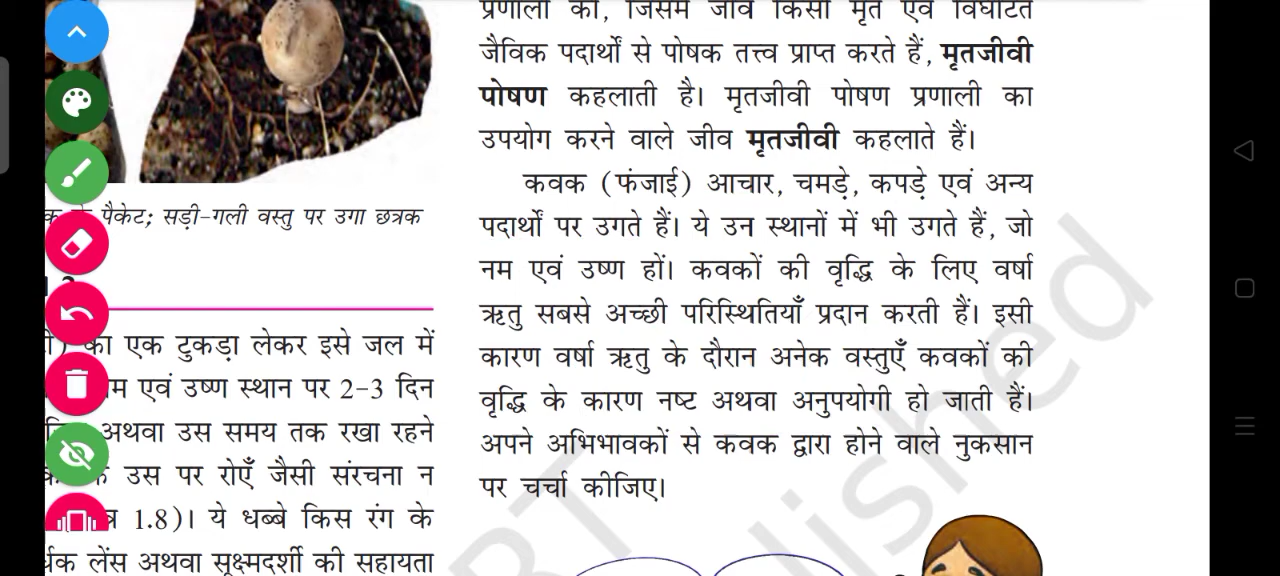 क के पैकेट; सड़ी-गली वस्तु पर उगा छत्रक
का एक टुकड़ा लेकर इसे जल में
एवं उष्ण स्थान पर 2-3 दिन
अथवा उस समय तक रखा रहने
उस पर रोएँ जैसी संरचना न
1.8)। ये धब्बे किस रंग के
लेंस अथवा सूक्ष्मदर्शी की सहायता
प्रणाली को, जिसमें जीव किसी मृत एवं विघटित
जैविक पदार्थों से पोषक तत्त्व प्राप्त करते हैं, मृतजीवी
पोषण कहलाती है। मृतजीवी पोषण प्रणाली का
उपयोग करने वाले जीव मृतजीवी कहलाते हैं।
कवक (फंजाई) आचार, चमड़े, कपड़े एवं अन्य
पदार्थों पर उगते हैं। ये उन स्थानों में भी उगते हैं, जो
नम एवं उष्ण हों। कवकों की वृद्धि के लिए वर्षा
ऋतु सबसे अच्छी परिस्थितियाँ प्रदान करती हैं। इसी
कारण वर्षा ऋतु के दौरान अनेक वस्तुएँ कवकों की
वृद्धि के कारण नष्ट अथवा अनुपयोगी हो जाती हैं।
अपने अभिभावकों से कवक द्वारा होने वाले नुकसान
पर चर्चा कीजिए।